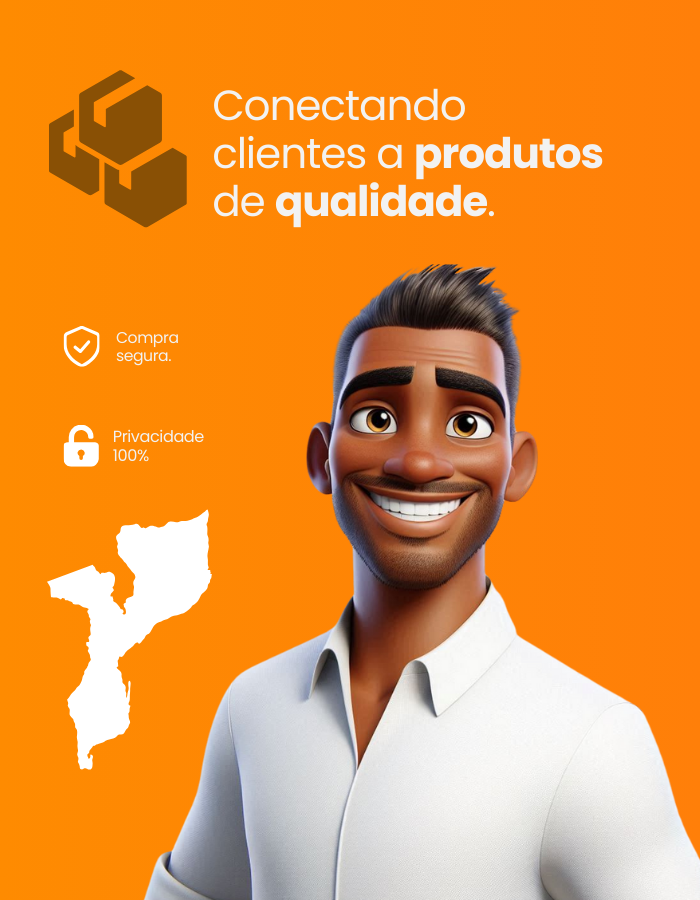 Conectando
clientes a produtos
de qualidade.
Compra
segura.
Privacidade
100%